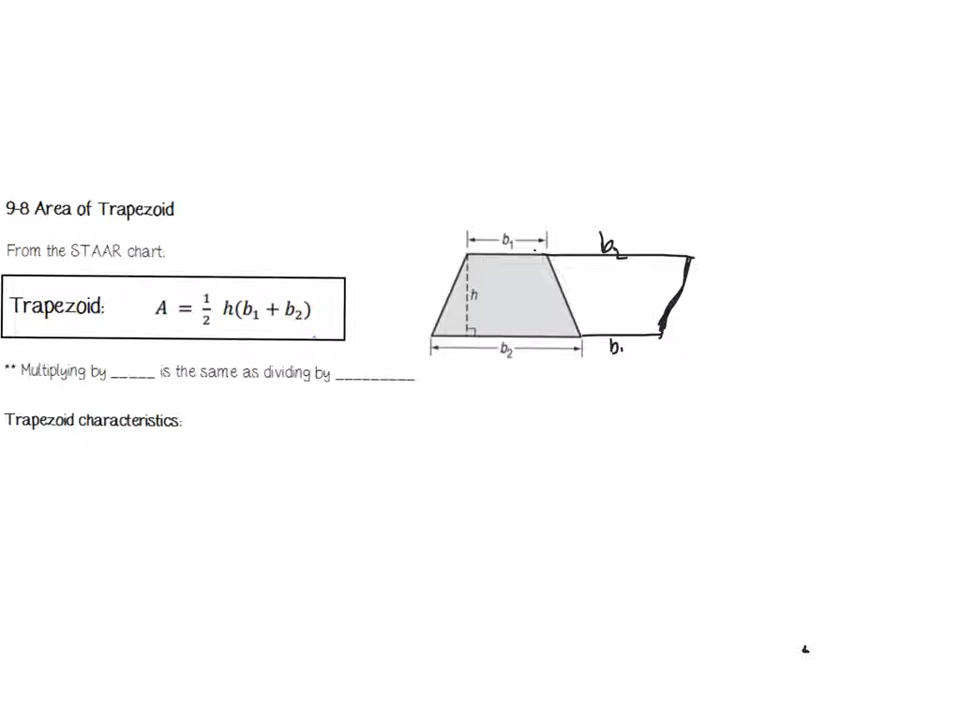 9-8 Area of Trapezoid
From the STAAR chart:
Trapezoid: A = 1/2 h(b₁ + b₂)
** Multiplying by _____ is the same as dividing by _________
Trapezoid characteristics:
b₁
b₂
h
b₂
b₁